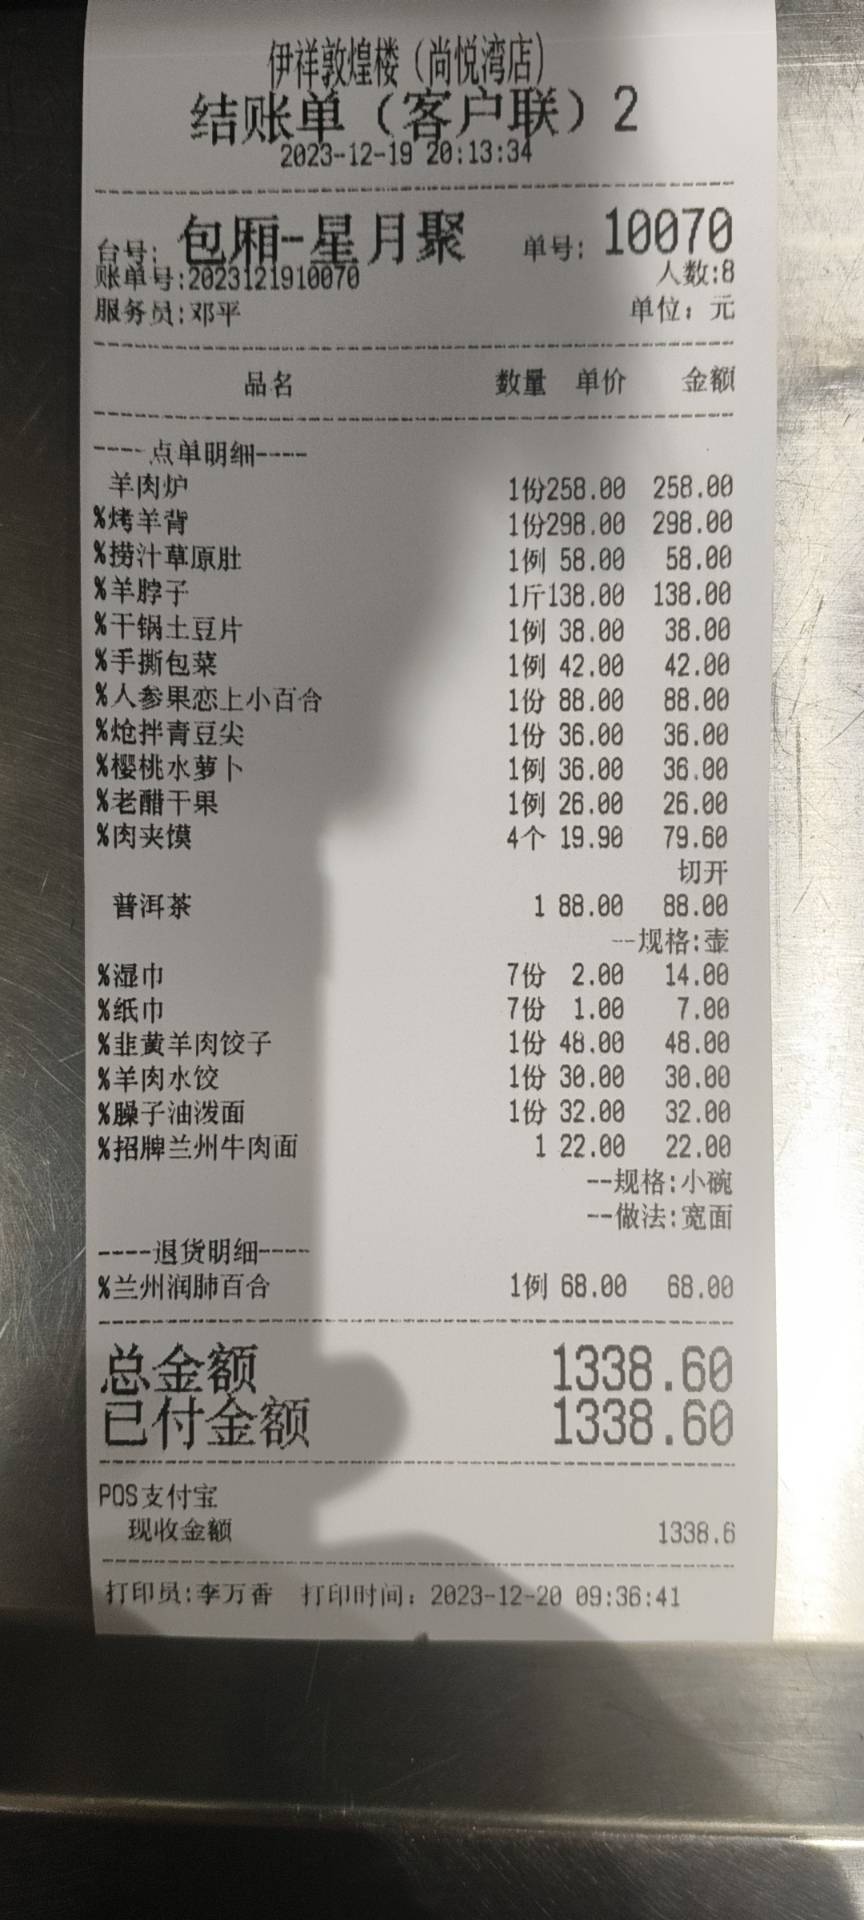 伊祥敦煌楼（尚悦湾店）
结账单（客户联）2
2023-12-19 20:13:34
台号: 包厢-星月聚 单号: 10070
账单号:2023121910070 人数:8
服务员:邓平 单位：元
品名 数量 单价 金额
----点单明细----
羊肉炉 1份258.00 258.00
%烤羊背 1份298.00 298.00
%捞汁草原肚 1例 58.00 58.00
%羊脖子 1斤138.00 138.00
%干锅土豆片 1例 38.00 38.00
%手撕包菜 1例 42.00 42.00
%人参果恋上小百合 1份 88.00 88.00
%炝拌青豆尖 1份 36.00 36.00
%樱桃水萝卜 1例 36.00 36.00
%老醋干果 1例 26.00 26.00
%肉夹馍 4个 19.90 79.60
切开
普洱茶 1 88.00 88.00
--规格:壶
%湿巾 7份 2.00 14.00
%纸巾 7份 1.00 7.00
%韭黄羊肉饺子 1份 48.00 48.00
%羊肉水饺 1份 30.00 30.00
%臊子油泼面 1份 32.00 32.00
%招牌兰州牛肉面 1 22.00 22.00
--规格:小碗
--做法:宽面
----退货明细----
%兰州润肺百合 1例 68.00 68.00
总金额 1338.60
已付金额 1338.60
POS支付宝
现收金额 1338.6
打印员:李万香 打印时间：2023-12-20 09:36:41